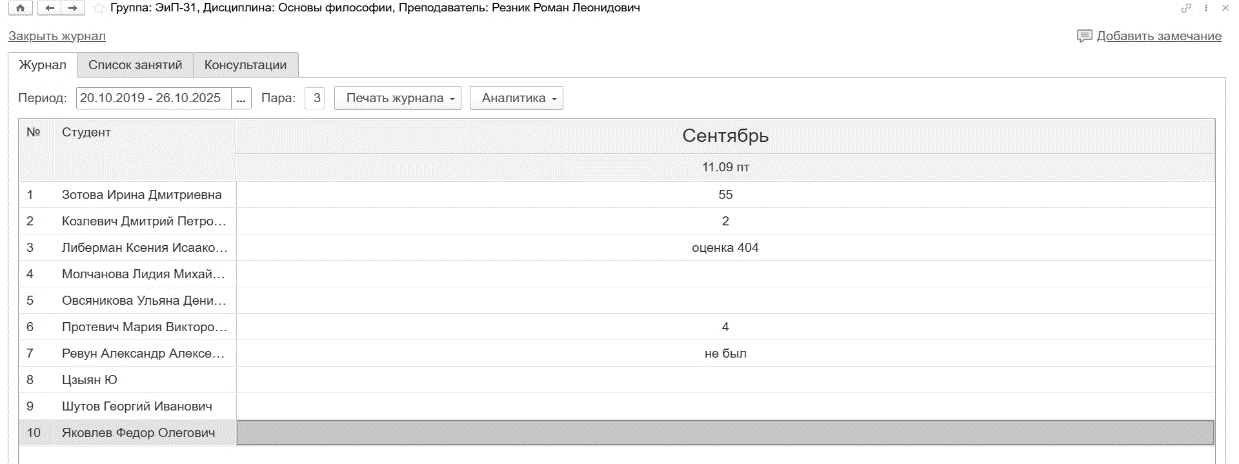 Группа: ЭиП-31, Дисциплина: Основы философии, Преподаватель: Резник Роман Леонидович
Закрыть журнал Добавить замечание
Журнал Список занятий Консультации
Период: 20.10.2019 - 26.10.2025 ... Пара: 3 Печать журнала Аналитика
№ Студент Сентябрь
11.09 пт
1 Зотова Ирина Дмитриевна 55
2 Козлевич Дмитрий Петро... 2
3 Либерман Ксения Исаако... оценка 404
4 Молчанова Лидия Михай...
5 Овсяникова Ульяна Дени...
6 Протевич Мария Викторо... 4
7 Ревун Александр Алексе... не был
8 Цзыян Ю
9 Шутов Георгий Иванович
10 Яковлев Федор Олегович